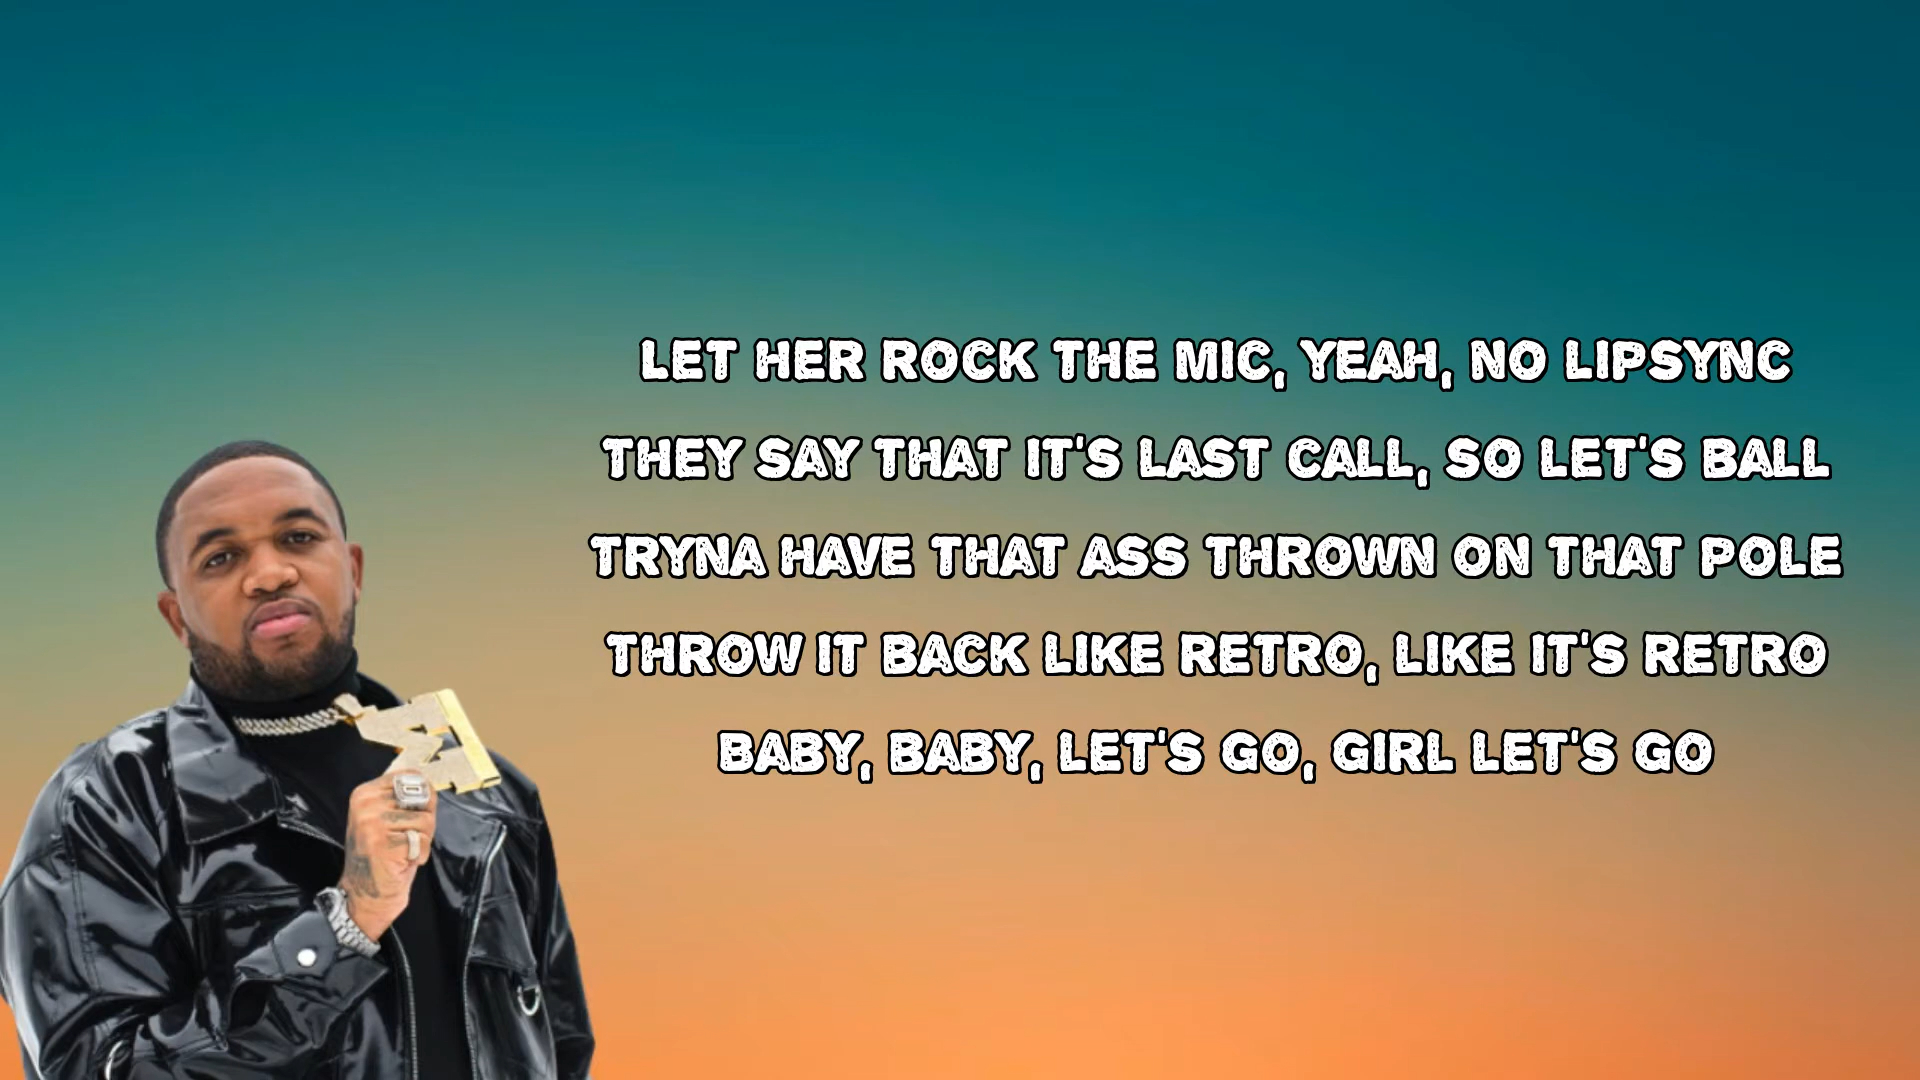 LET HER ROCK THE MIC, YEAH, NO LIPSYNC
THEY SAY THAT IT'S LAST CALL, SO LET'S BALL
TRYNA HAVE THAT ASS THROWN ON THAT POLE
THROW IT BACK LIKE RETRO, LIKE IT'S RETRO
BABY, BABY, LET'S GO, GIRL LET'S GO